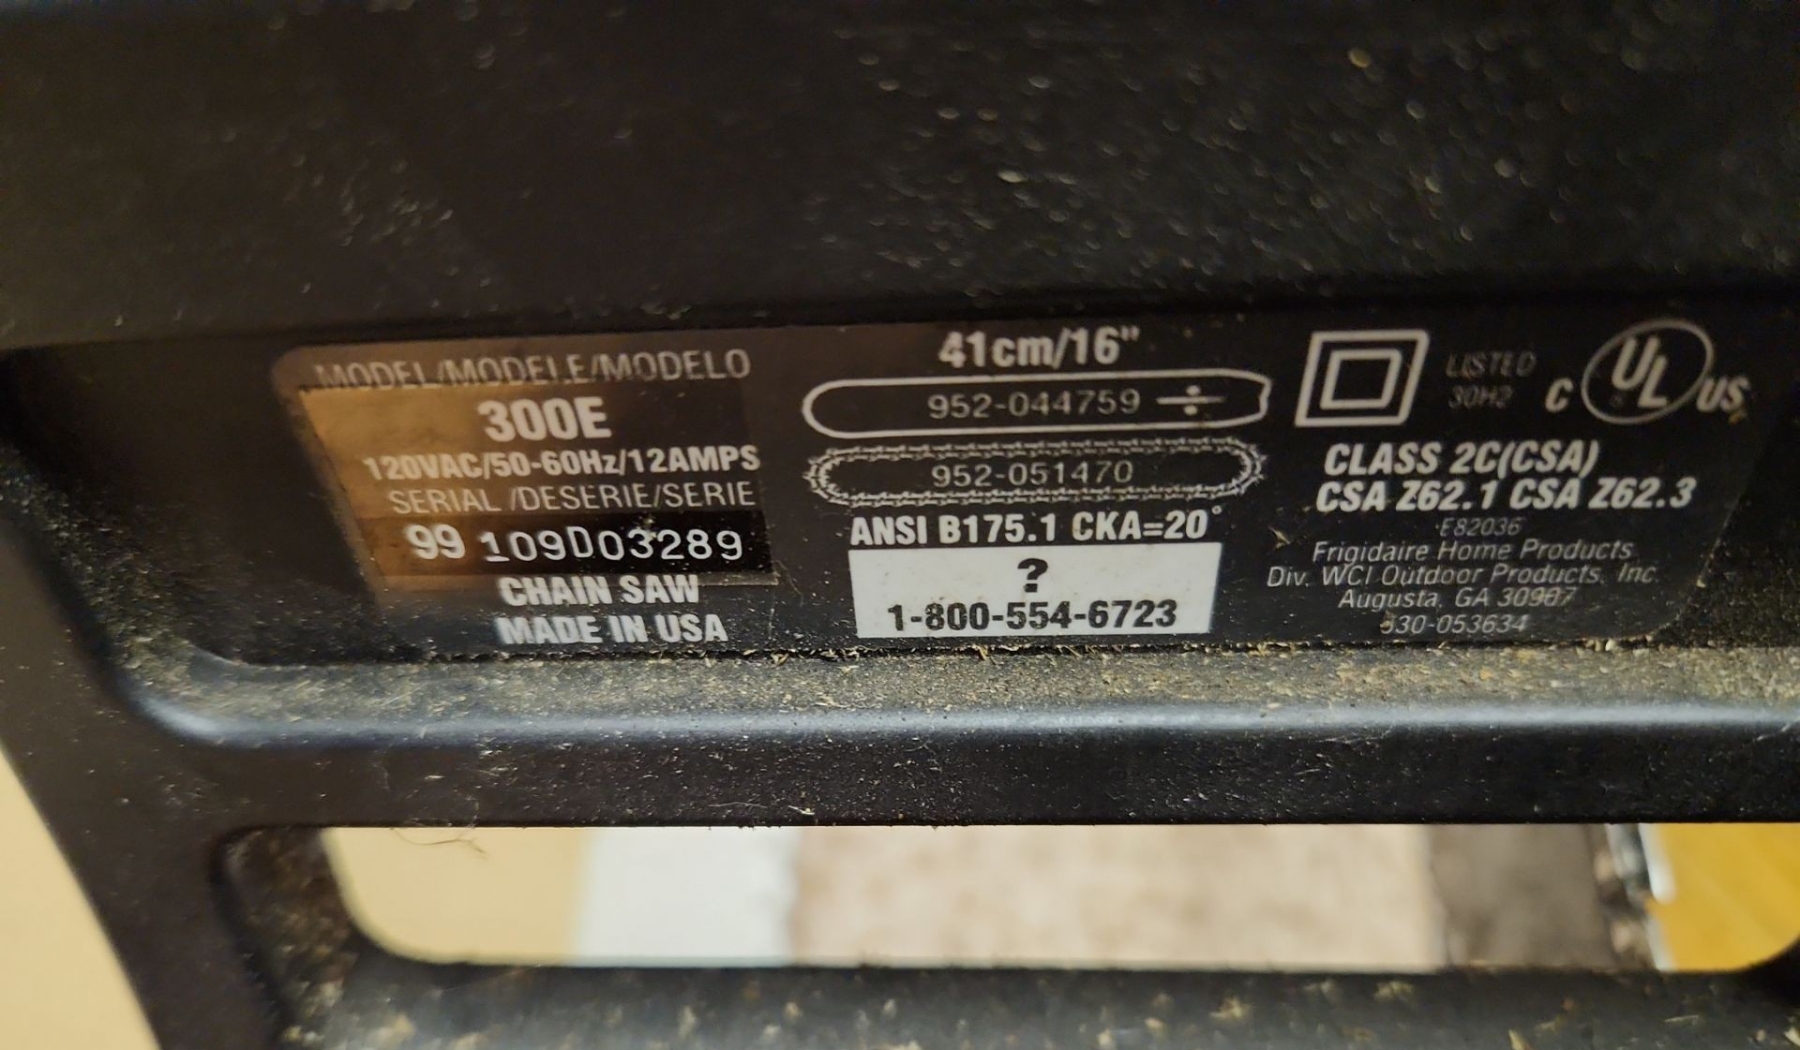 MODEL/MODELE/MODELO
300E
120VAC/50-60Hz/12AMPS
SERIAL /DESERIE/SERIE
99 109D03289
CHAIN SAW
MADE IN USA
41cm/16"
952-044759
952-051470
ANSI B175.1 CKA=20°
?
1-800-554-6723
LISTED
30H2
C UL US
CLASS 2C(CSA)
CSA Z62.1 CSA Z62.3
E82036
Frigidaire Home Products
Div. WCI Outdoor Products, Inc.
Augusta, GA 30907
530-053634